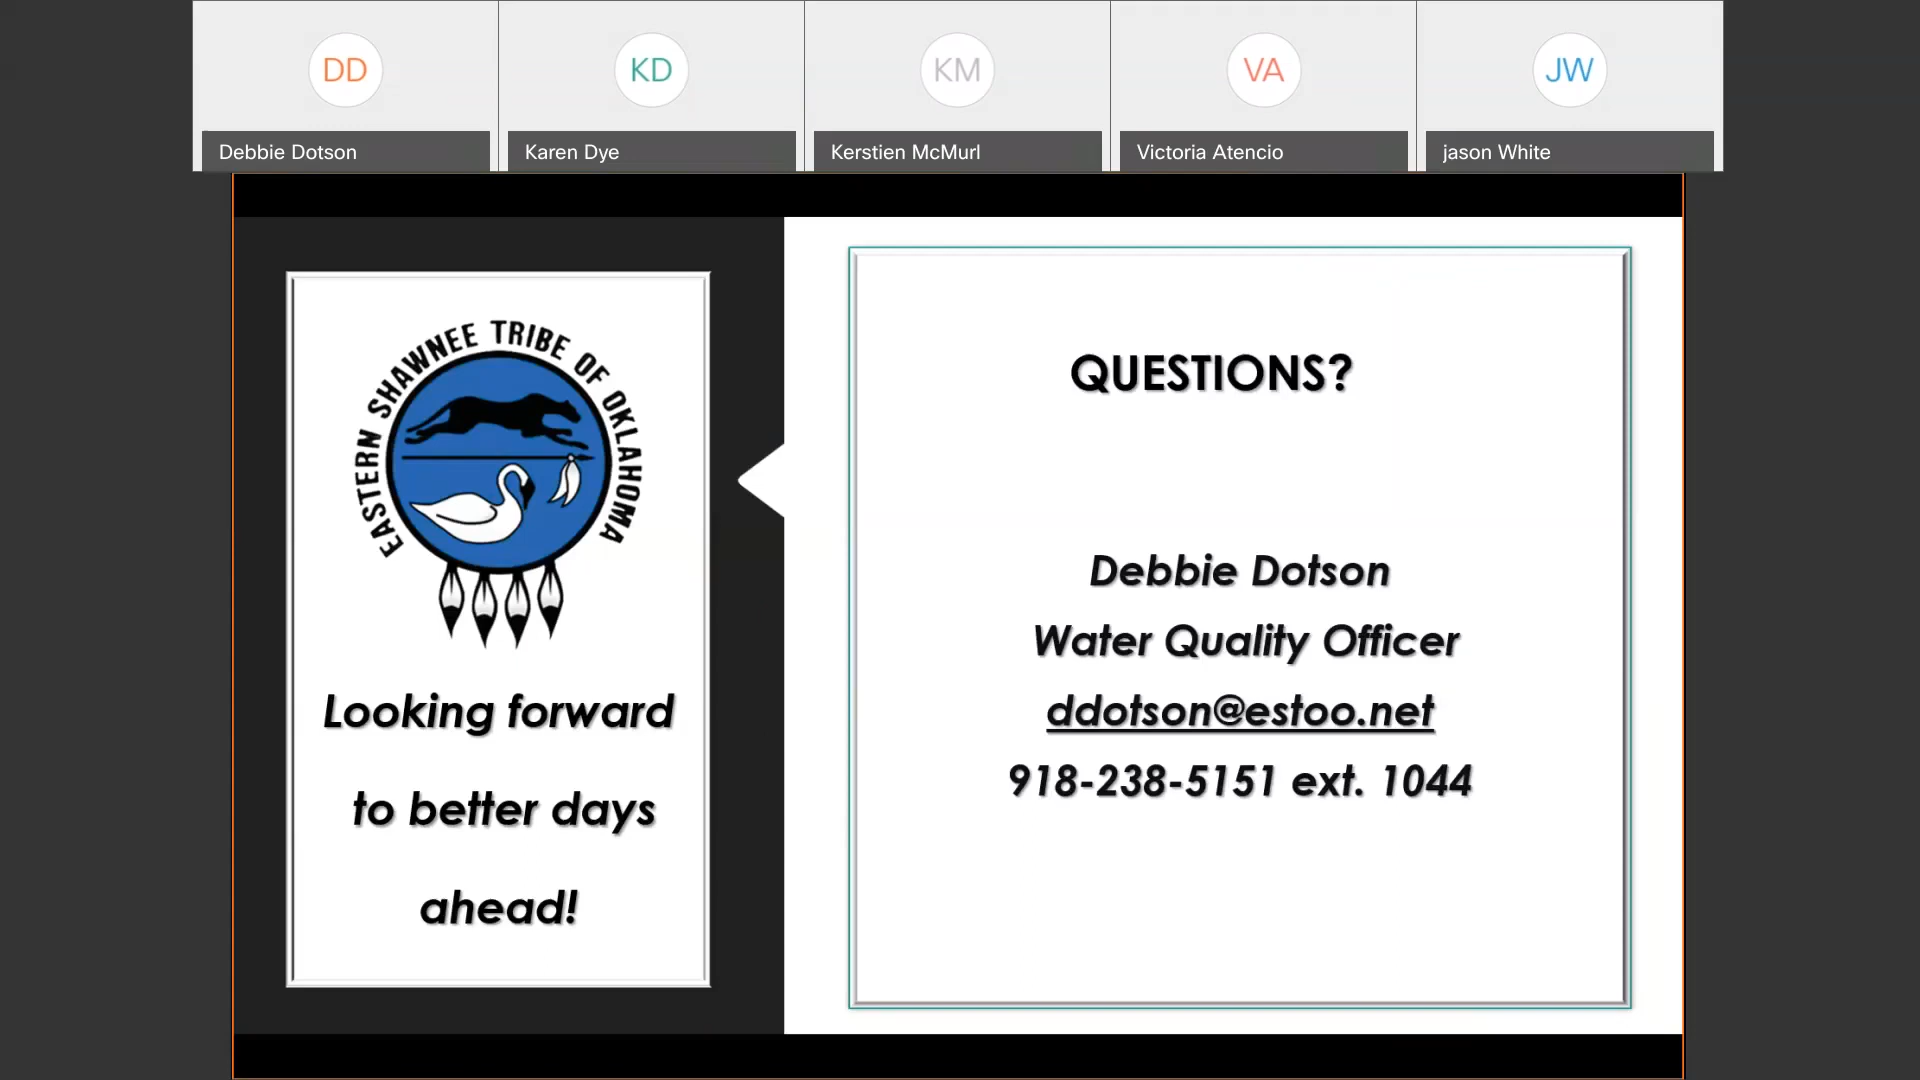 DD
KD
KM
VA
JW
Debbie Dotson
Karen Dye
Kerstien McMurl
Victoria Atencio
jason White
EASTERN SHAWNEE TRIBE OF OKLAHOMA
Looking forward
to better days
ahead!
QUESTIONS?
Debbie Dotson
Water Quality Officer
ddotson@estoo.net
918-238-5151 ext. 1044